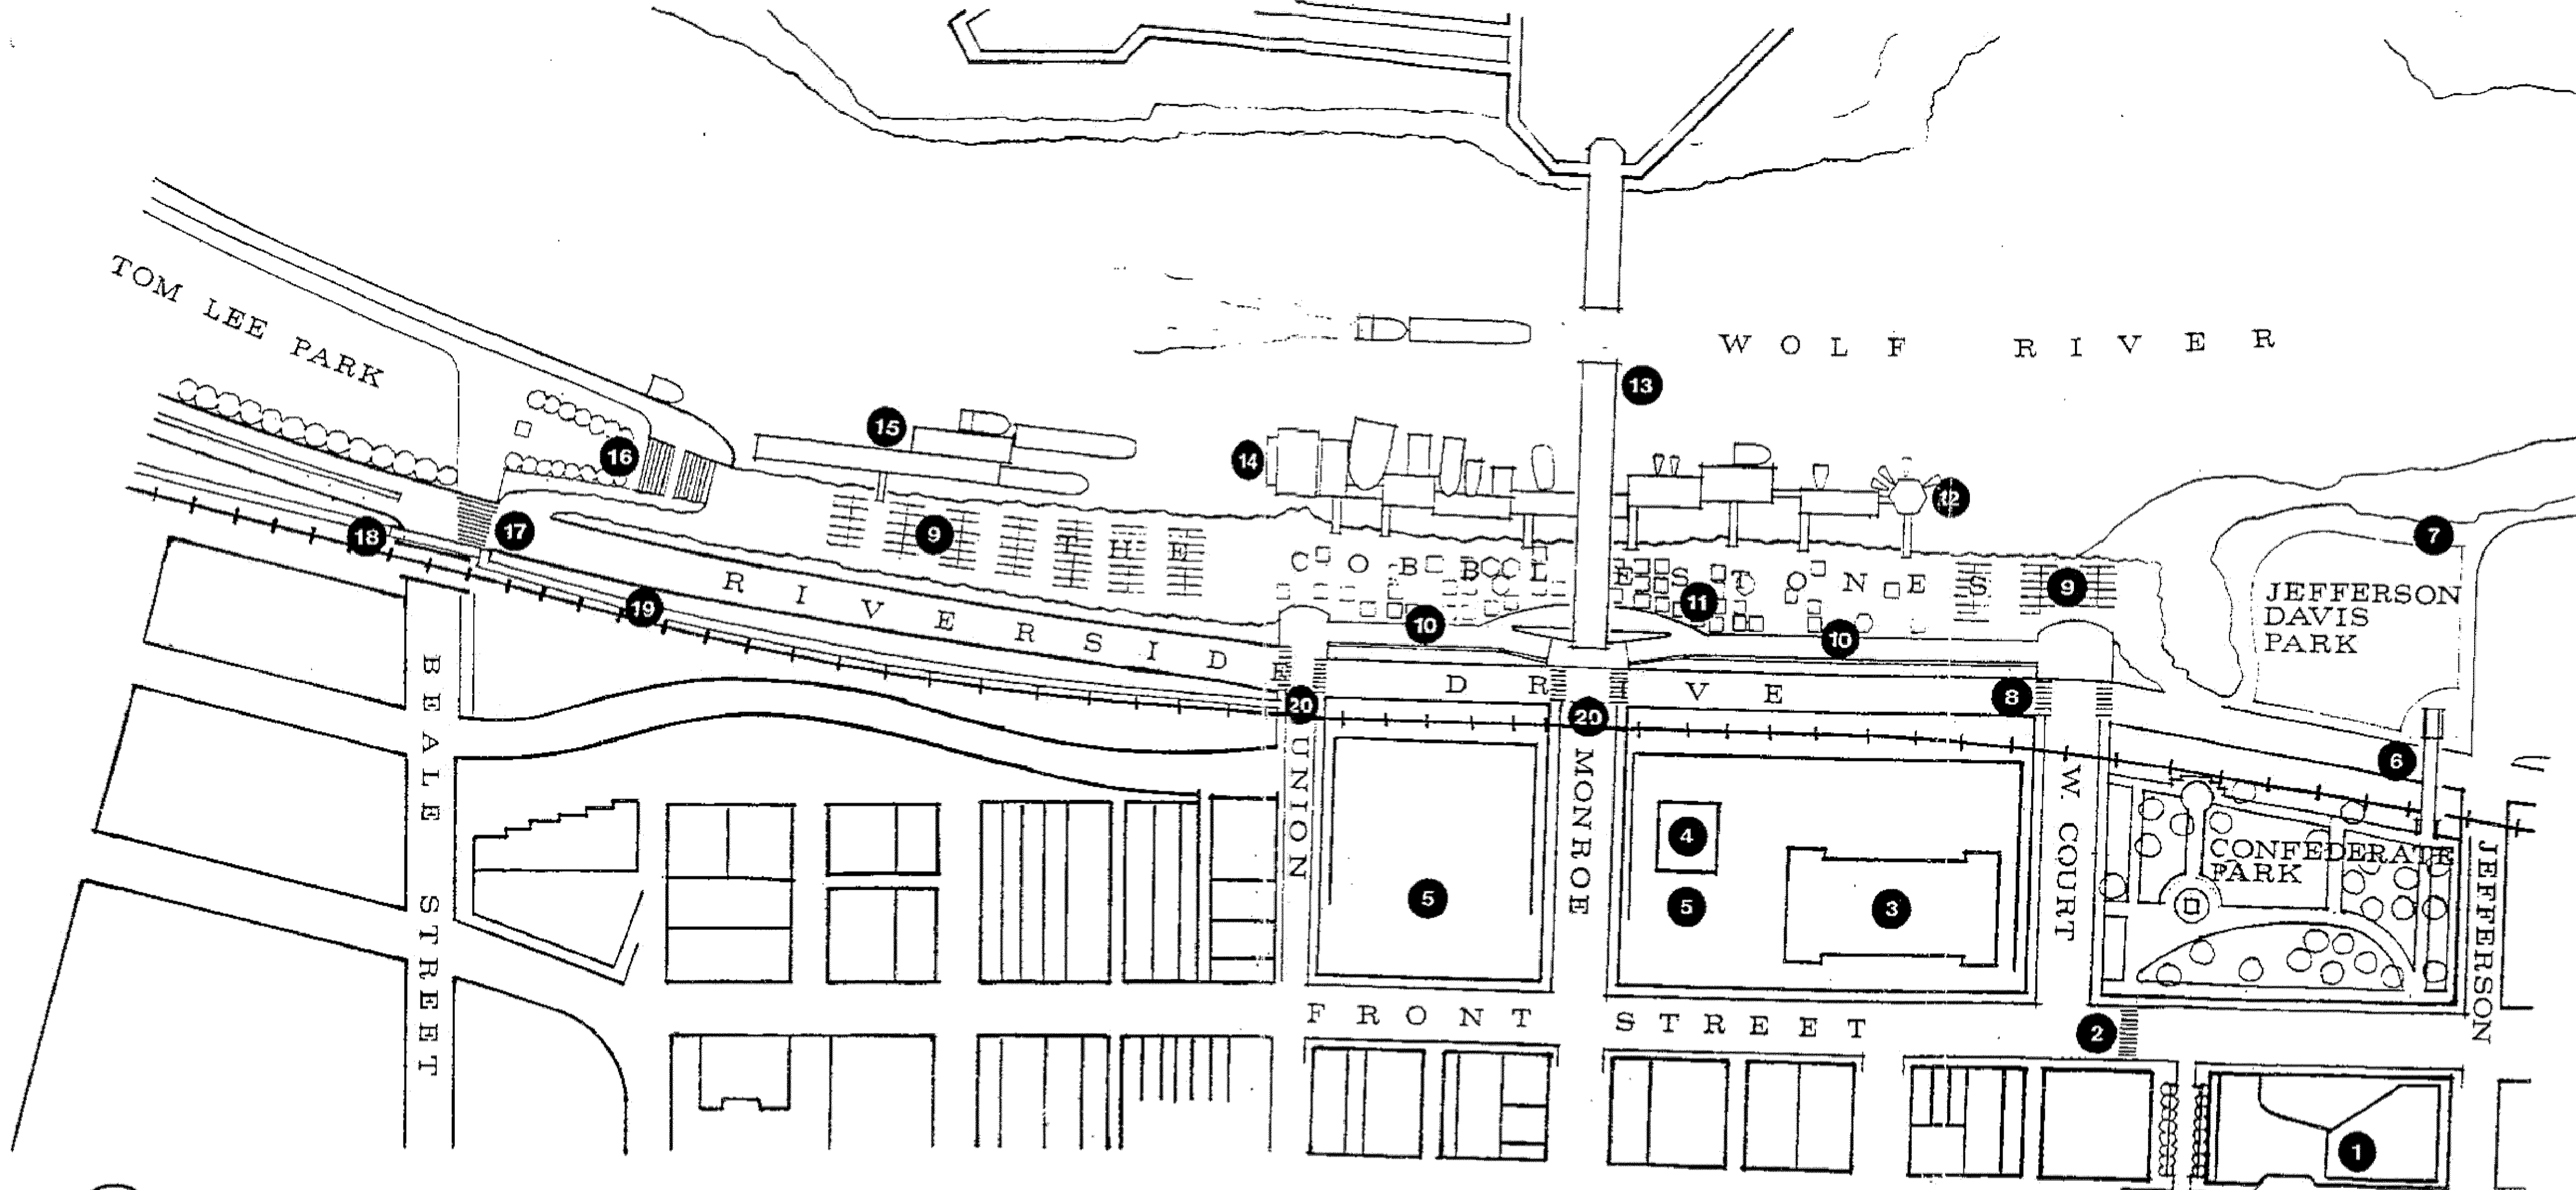 TOM LEE PARK
WOLF RIVER
13
15
14
16
12
7
17
18
9
THE
COBBLESTONES
9
JEFFERSON
DAVIS
PARK
19
11
10
10
RIVERSIDE DRIVE
8
20
20
6
BEALE STREET
UNION
MONROE
W. COURT
CONFEDERATE
PARK
JEFFERSON
4
5
5
3
FRONT STREET
2
1